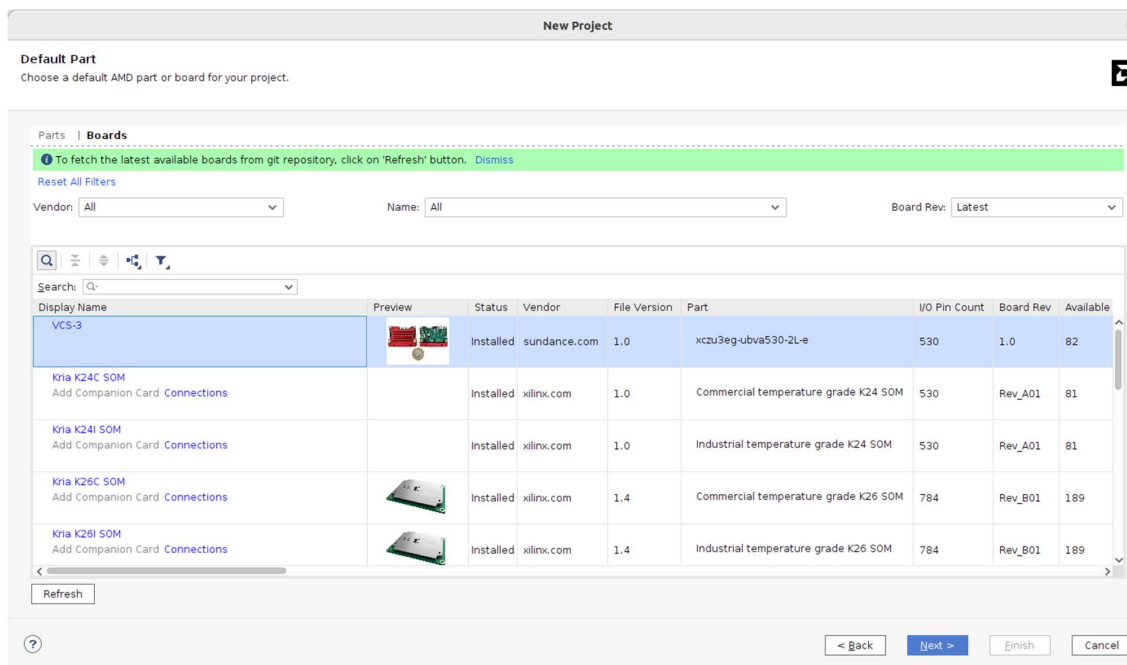 New Project
Default Part
Choose a default AMD part or board for your project.
Parts | Boards
To fetch the latest available boards from git repository, click on 'Refresh' button. Dismiss
Reset All Filters
Vendor: All Name: All Board Rev: Latest
Search: Q-
Display Name Preview Status Vendor File Version Part I/O Pin Count Board Rev Available
VCS-3 Installed sundance.com 1.0 xczu3eg-ubva530-2L-e 530 1.0 82
Kria K24C SOM
Add Companion Card Connections Installed xilinx.com 1.0 Commercial temperature grade K24 SOM 530 Rev_A01 81
Kria K24I SOM
Add Companion Card Connections Installed xilinx.com 1.0 Industrial temperature grade K24 SOM 530 Rev_A01 81
Kria K26C SOM
Add Companion Card Connections Installed xilinx.com 1.4 Commercial temperature grade K26 SOM 784 Rev_B01 189
Kria K26I SOM
Add Companion Card Connections Installed xilinx.com 1.4 Industrial temperature grade K26 SOM 784 Rev_B01 189
Refresh
? < Back Next > Finish Cancel